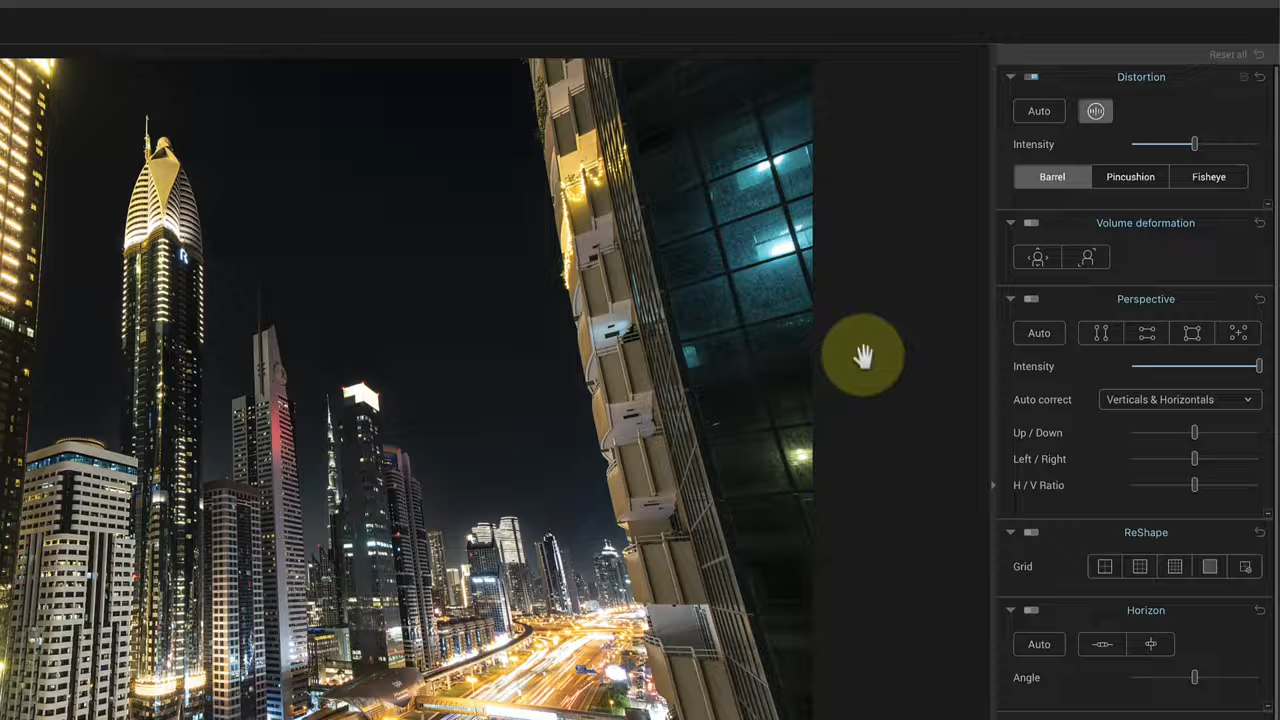 Reset all
Distortion
Auto
Intensity
Barrel Pincushion Fisheye
Volume deformation
Perspective
Auto
Intensity
Auto correct Verticals & Horizontals
Up / Down
Left / Right
H / V Ratio
ReShape
Grid
Horizon
Auto
Angle
R